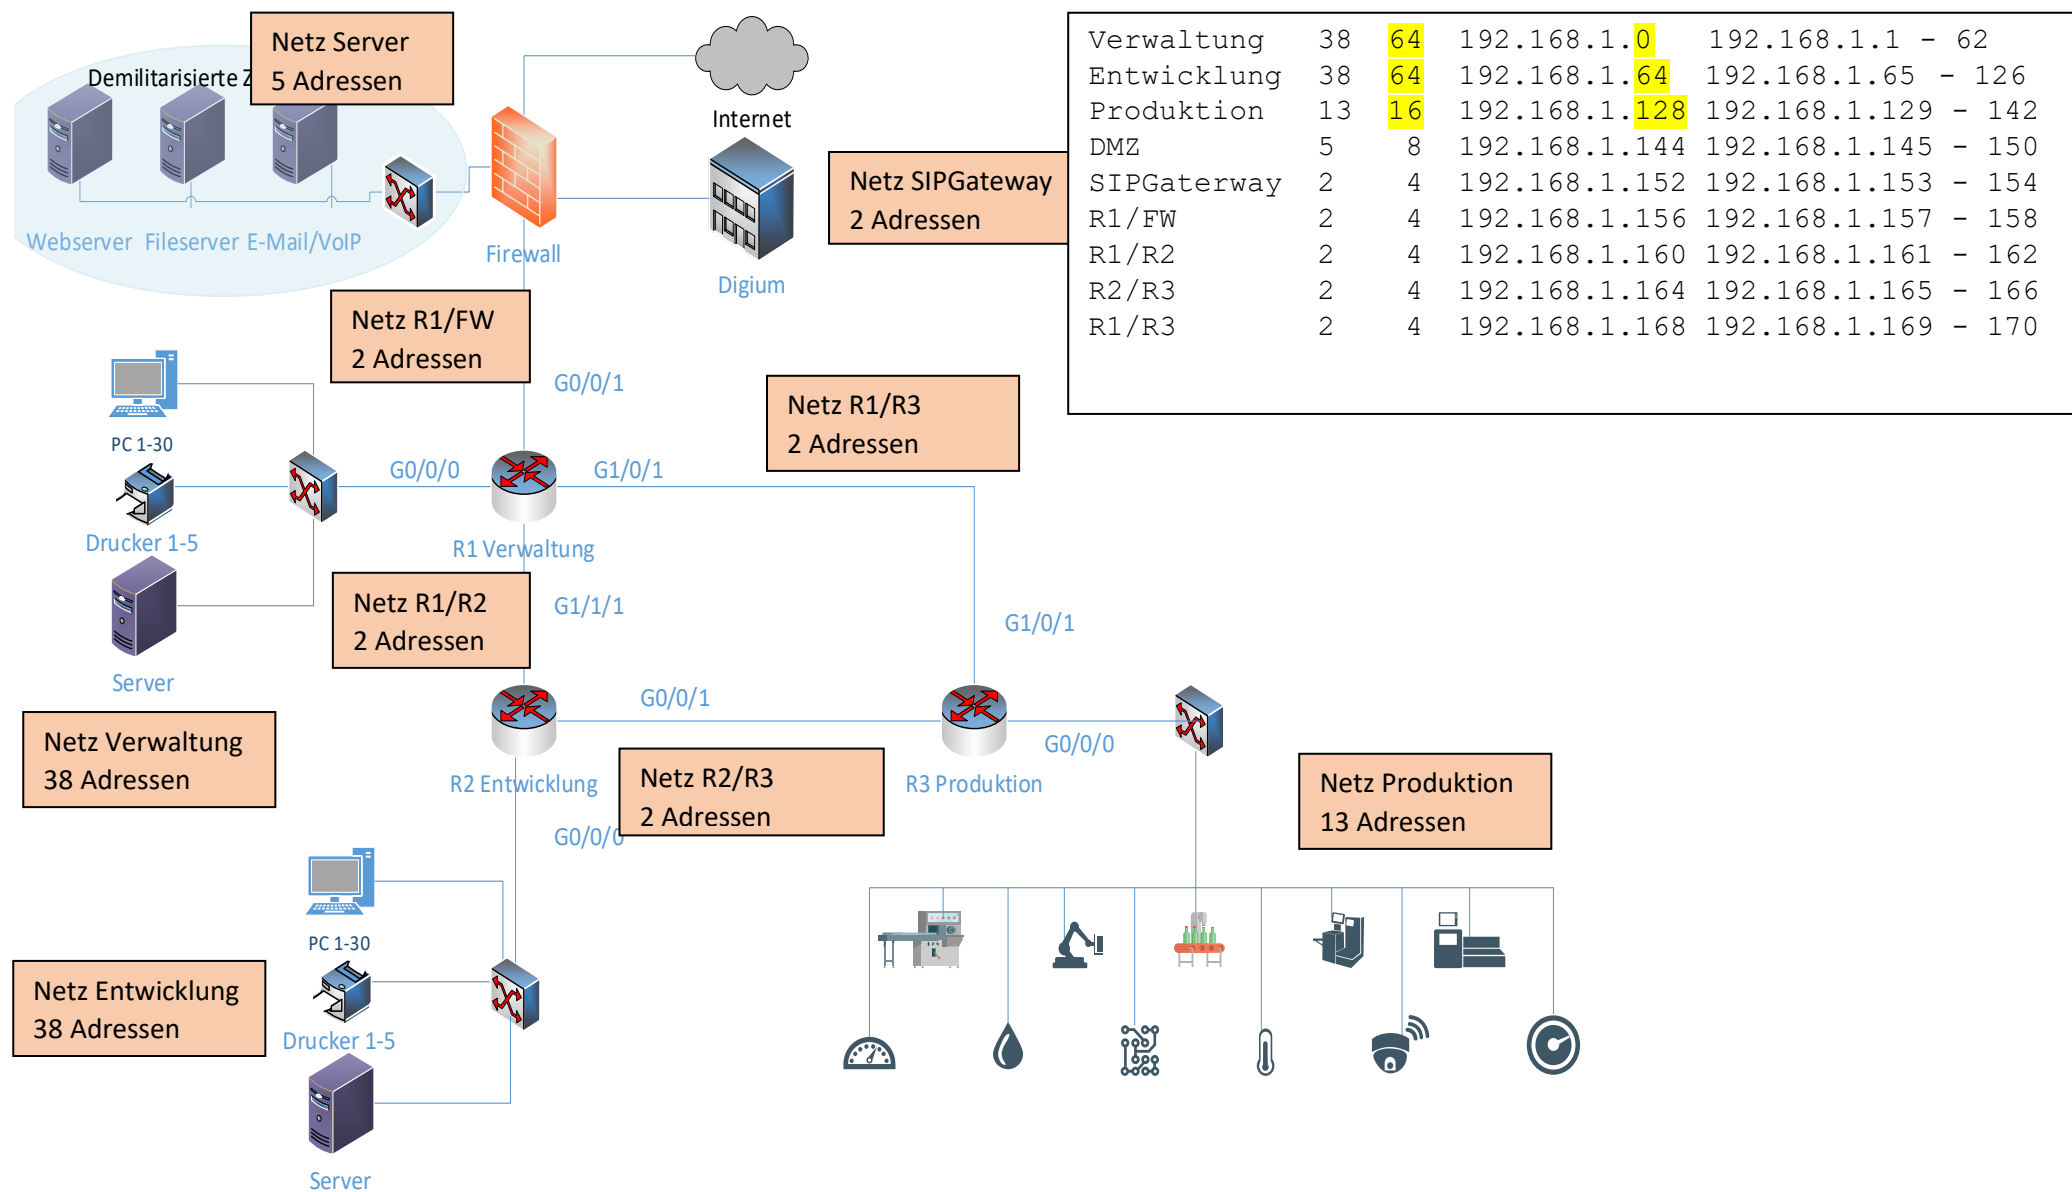 Netz Server
5 Adressen
Demilitarisierte Z
Webserver Fileserver E-Mail/VoIP
Firewall
Internet
Digium
Netz SIPGateway
2 Adressen
Verwaltung 38 64 192.168.1.0 192.168.1.1 - 62
Entwicklung 38 64 192.168.1.64 192.168.1.65 - 126
Produktion 13 16 192.168.1.128 192.168.1.129 - 142
DMZ 5 8 192.168.1.144 192.168.1.145 - 150
SIPGaterway 2 4 192.168.1.152 192.168.1.153 - 154
R1/FW 2 4 192.168.1.156 192.168.1.157 - 158
R1/R2 2 4 192.168.1.160 192.168.1.161 - 162
R2/R3 2 4 192.168.1.164 192.168.1.165 - 166
R1/R3 2 4 192.168.1.168 192.168.1.169 - 170
Netz R1/FW
2 Adressen
G0/0/1
Netz R1/R3
2 Adressen
PC 1-30
G0/0/0
G1/0/1
Drucker 1-5
R1 Verwaltung
Netz R1/R2
2 Adressen
G1/1/1
G1/0/1
Server
G0/0/1
Netz Verwaltung
38 Adressen
G0/0/0
R2 Entwicklung
Netz R2/R3
2 Adressen
R3 Produktion
Netz Produktion
13 Adressen
G0/0/0
PC 1-30
Netz Entwicklung
38 Adressen
Drucker 1-5
Server